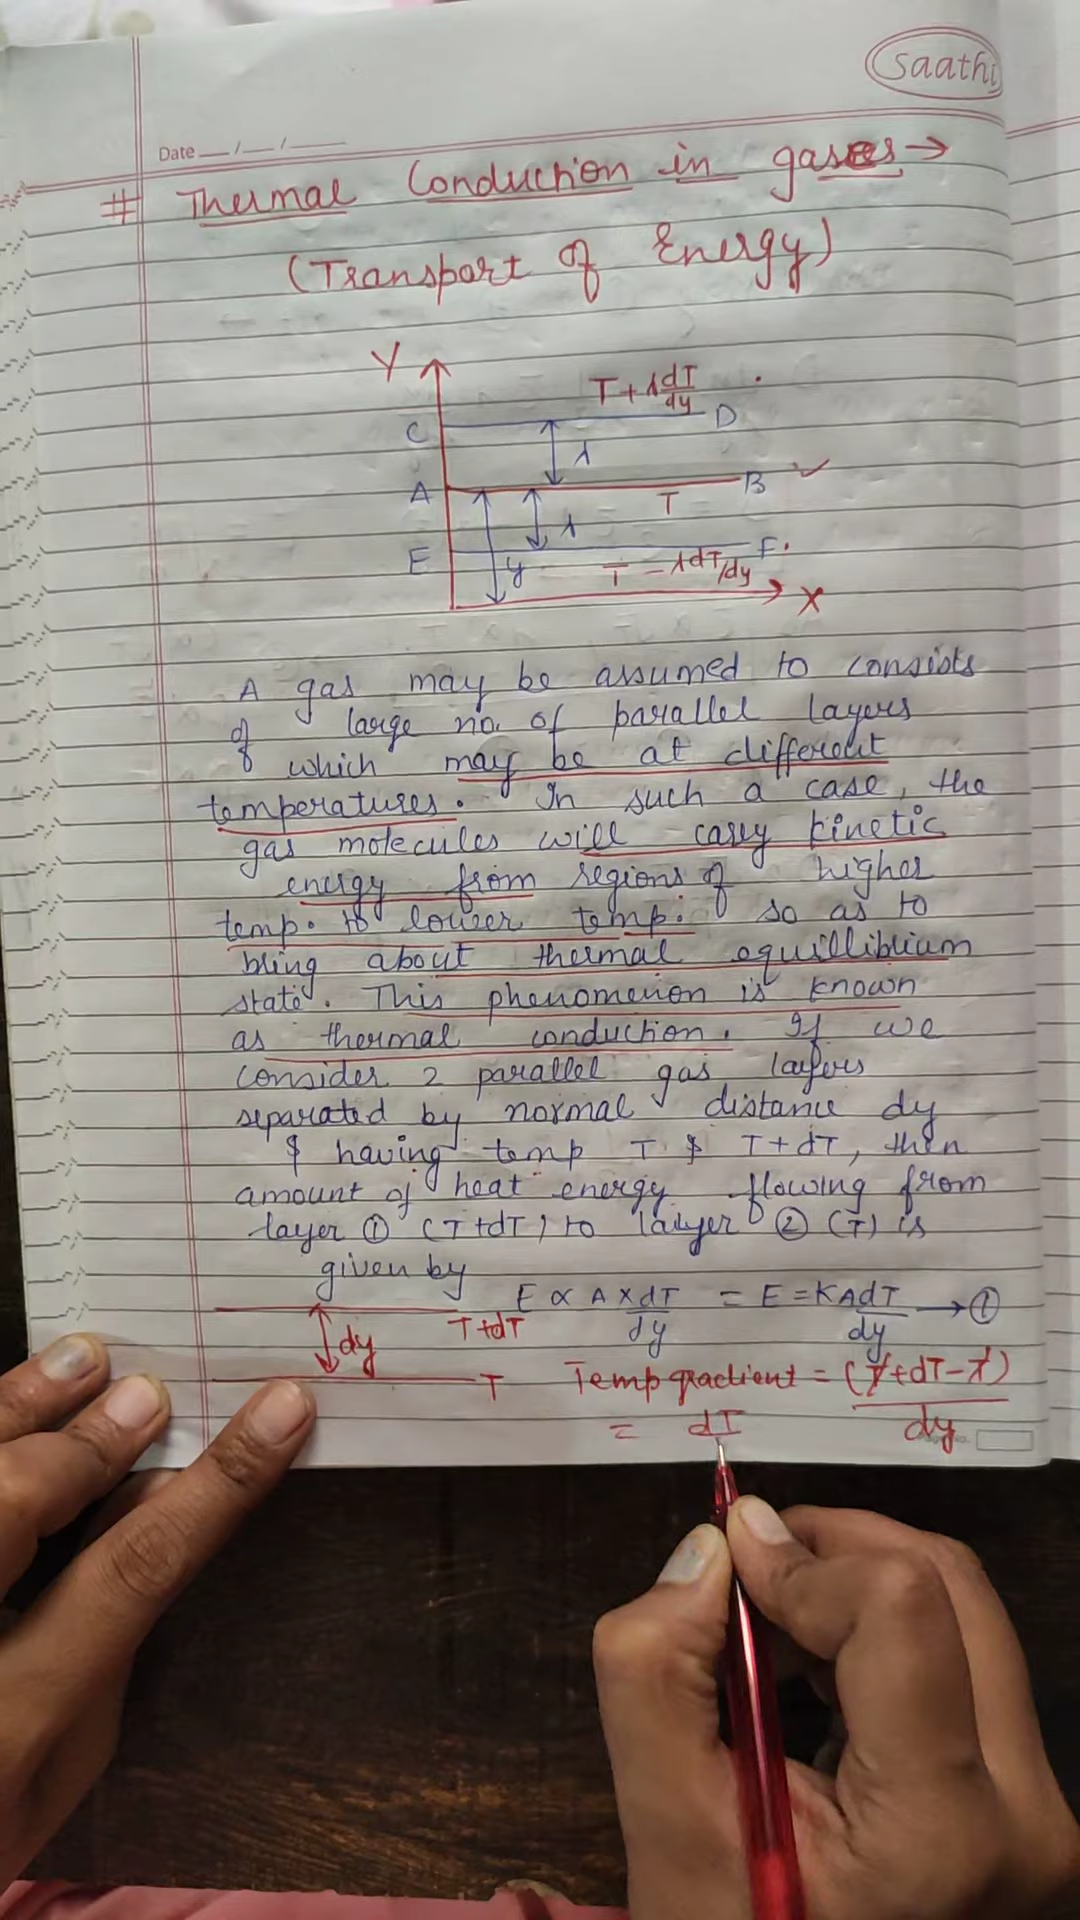 Saathi
Date __/__/____
# Thermal Conduction in gases →
(Transport of Energy)
Y
T + λ dT/dy
C D
λ
A B
T
λ
E F
y T - λ dT/dy
X
A gas may be assumed to consists
of large no. of parallel layers
of which may be at different
temperatures. In such a case, the
gas molecules will carry kinetic
energy from regions of higher
temp. to lower temp. so as to
bring about thermal equillibrium
state. This phenomenon is known
as thermal conduction. If we
consider 2 parallel gas layers
separated by normal distance dy
& having temp T & T+dT, then
amount of heat energy flowing from
layer ① (T+dT) to layer ② (T) is
given by
E ∝ A x dT/dy = E = KA dT/dy → ①
T+dT
dy
T
Temp gradient = (T+dT-T)/dy
= dT